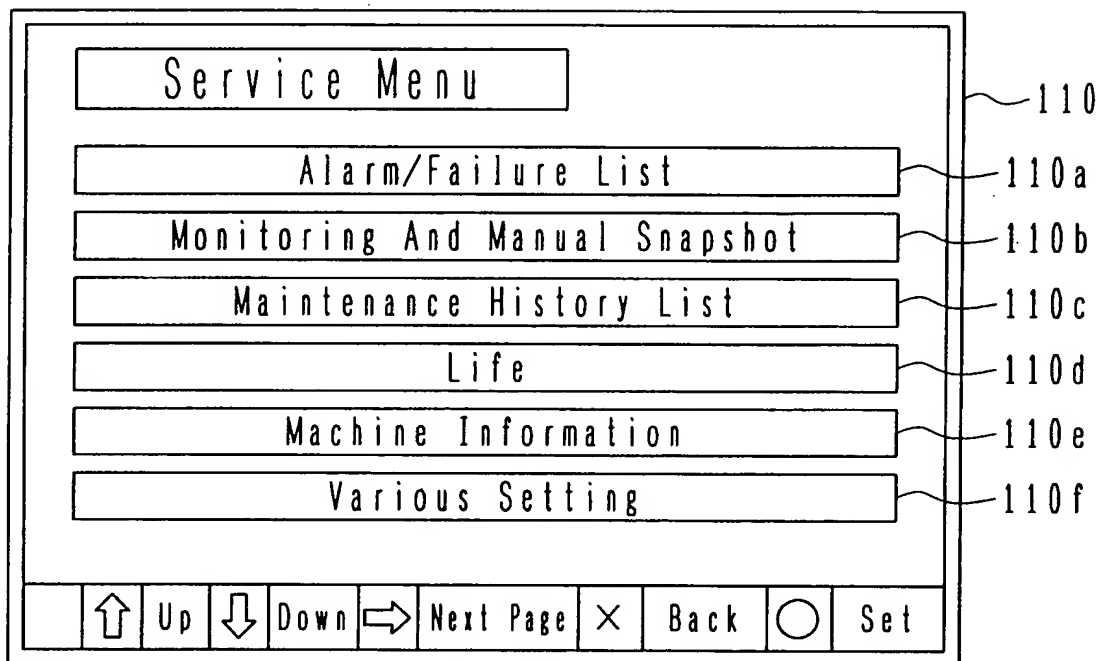 Service Menu
110
Alarm/Failure List 110a
Monitoring And Manual Snapshot 110b
Maintenance History List 110c
Life 110d
Machine Information 110e
Various Setting 110f
⇧ Up ⇩ Down ⇨ Next Page × Back ○ Set